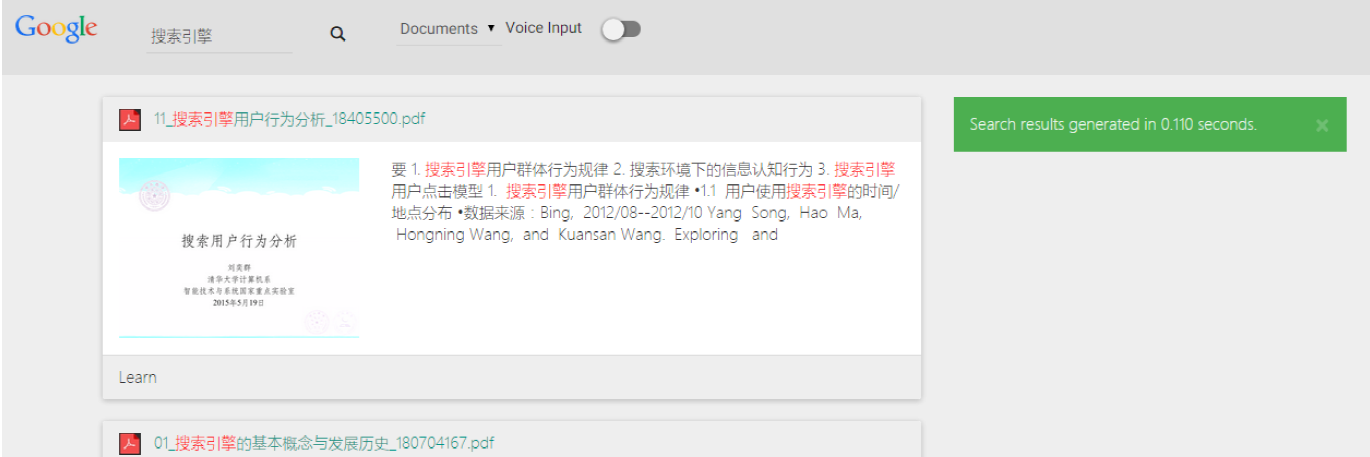 Google
搜索引擎
Documents ▼ Voice Input
11_搜索引擎用户行为分析_18405500.pdf
Search results generated in 0.110 seconds. ×
搜索用户行为分析
刘奕群
清华大学计算机系
智能技术与系统国家重点实验室
2015年5月19日
要 1. 搜索引擎用户群体行为规律 2. 搜索环境下的信息认知行为 3. 搜索引擎
用户点击模型 1. 搜索引擎用户群体行为规律 •1.1 用户使用搜索引擎的时间/
地点分布 •数据来源：Bing, 2012/08--2012/10 Yang Song, Hao Ma,
Hongning Wang, and Kuansan Wang. Exploring and
Learn
01_搜索引擎的基本概念与发展历史_180704167.pdf